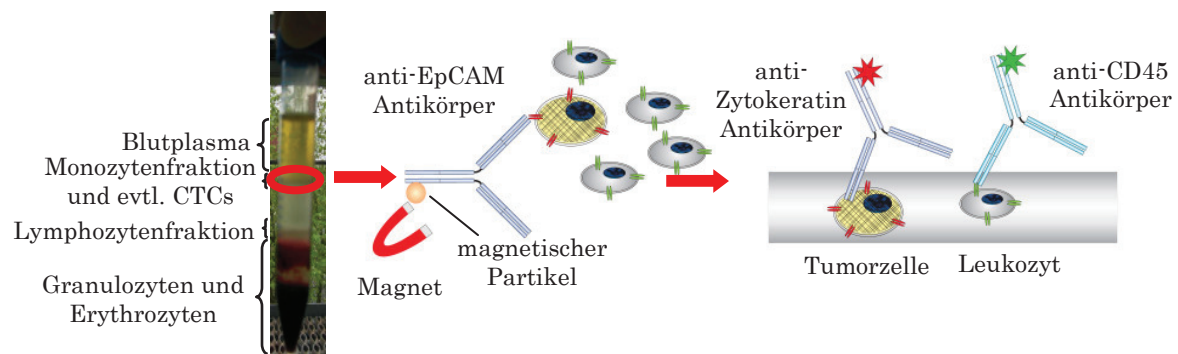 Blutplasma
Monozytenfraktion
und evtl. CTCs
Lymphozytenfraktion
Granulozyten und
Erythrozyten
anti-EpCAM
Antikörper
Magnet
magnetischer
Partikel
anti-
Zytokeratin
Antikörper
anti-CD45
Antikörper
Tumorzelle
Leukozyt